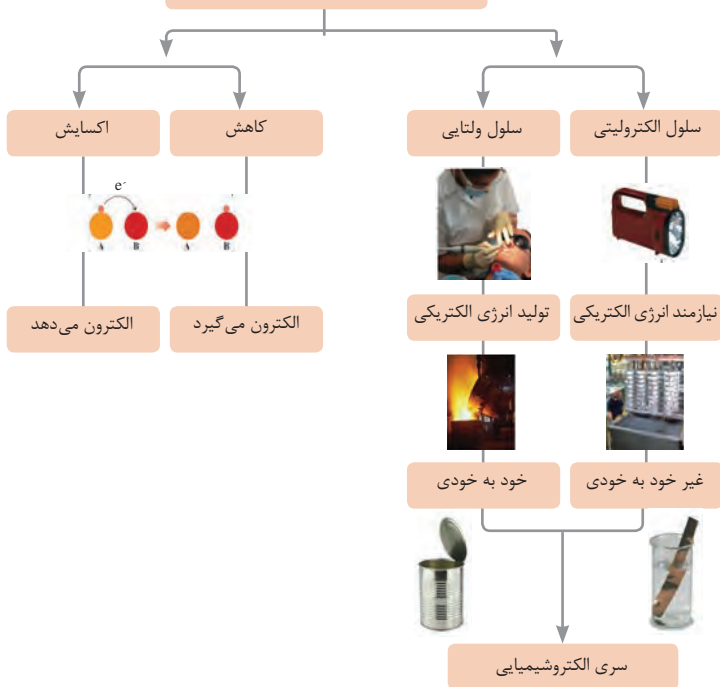 سلول الکترولیتی
سلول ولتایی
کاهش
اکسایش
e-
A B A B
نیازمند انرژی الکتریکی
تولید انرژی الکتریکی
الکترون می‌گیرد
الکترون می‌دهد
غیر خود به خودی
خود به خودی
سری الکتروشیمیایی